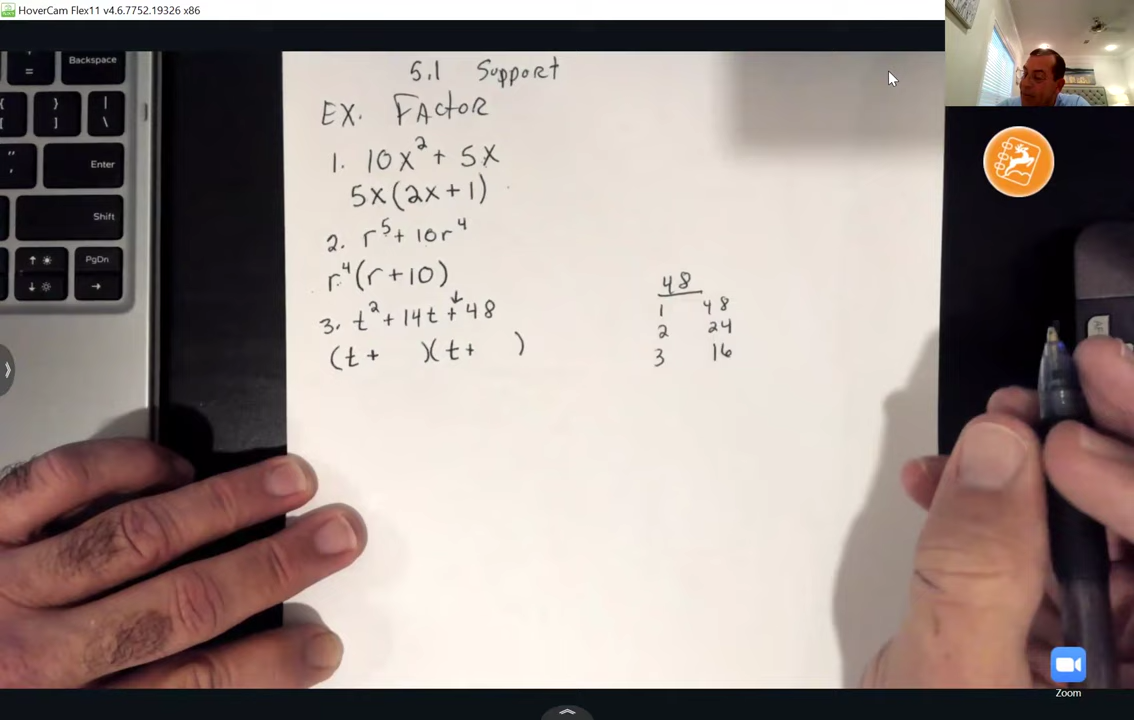 HoverCam Flex11 v4.6.7752.19326 x86
5.1 Support
EX. FACtoR
1. 10x² + 5x
5x(2x+1)
2. r⁵ + 10r⁴
r⁴(r+10)
3. t² + 14t + 48
(t + )(t + )
48
1 48
2 24
3 16
Backspace
Enter
Shift
PgDn
Zoom